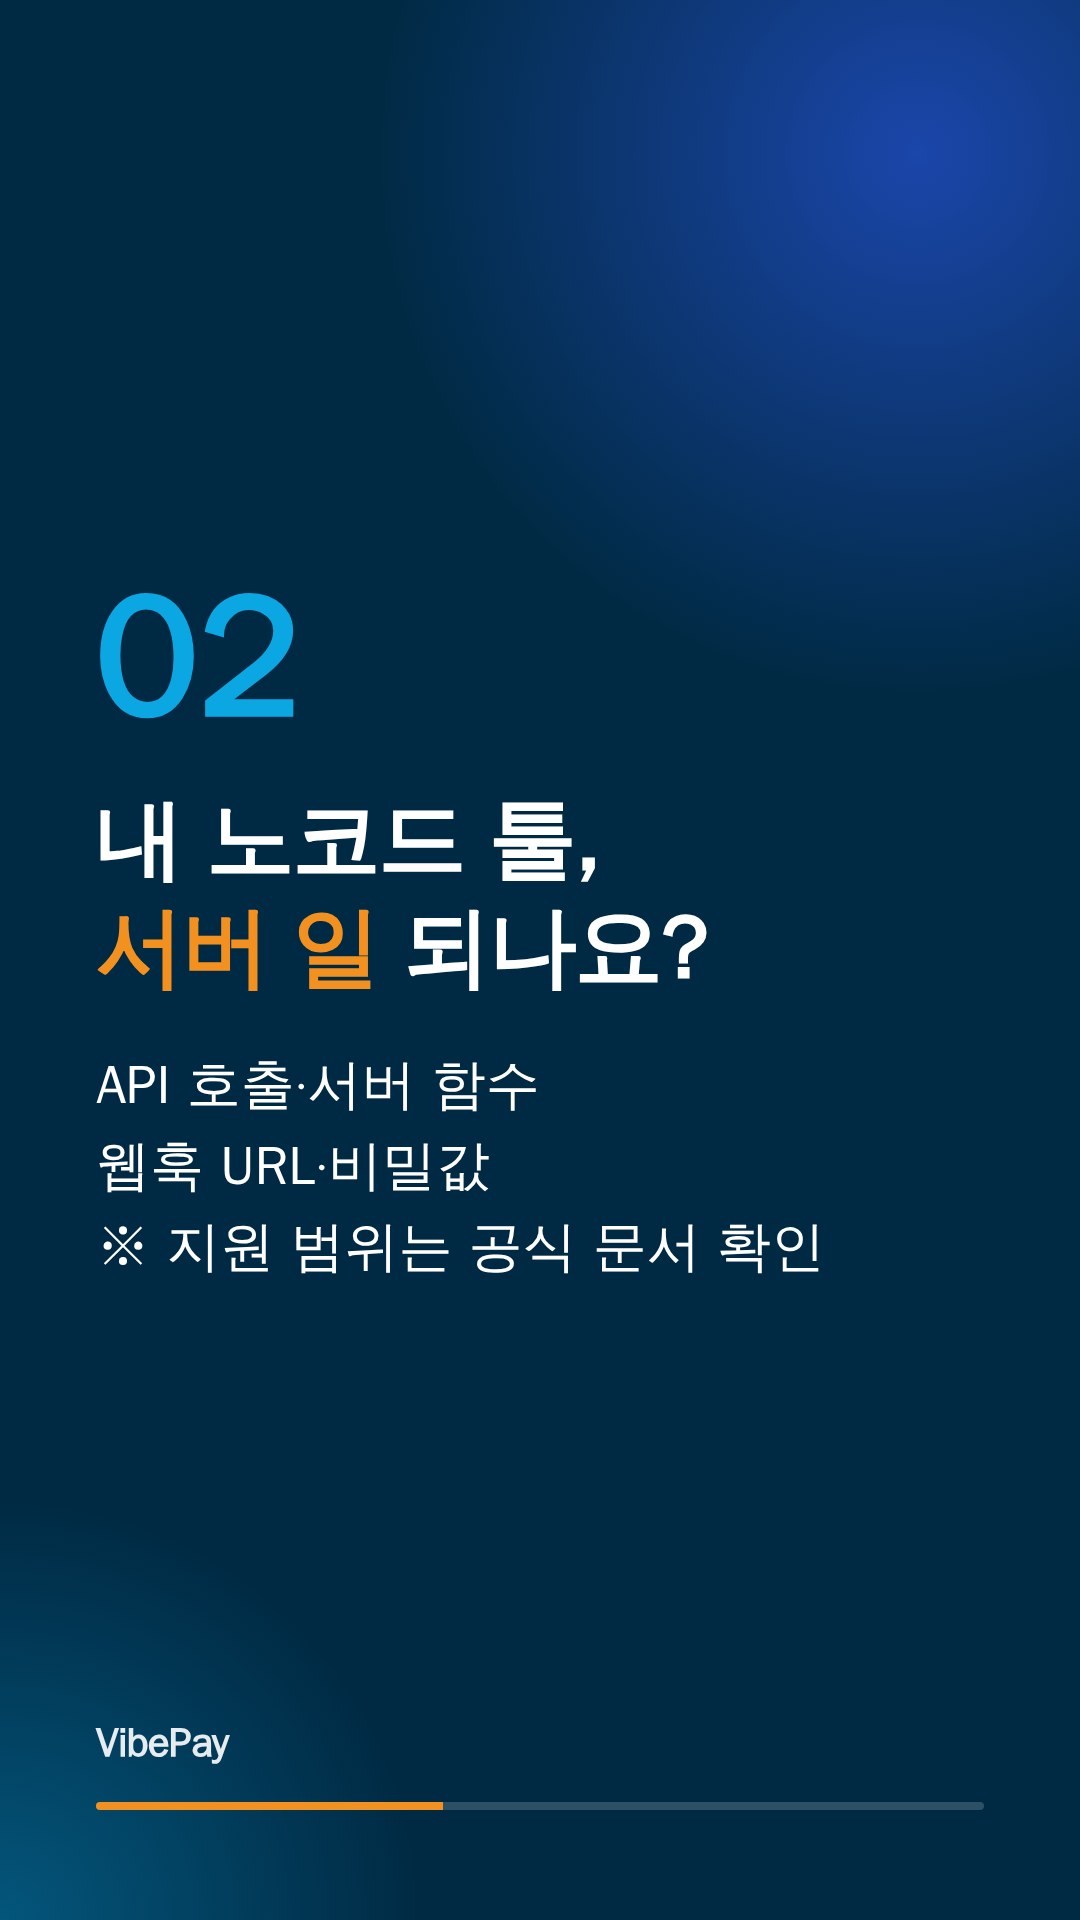 02
내 노코드 툴,
서버 일 되나요?
API 호출·서버 함수
웹훅 URL·비밀값
※ 지원 범위는 공식 문서 확인
VibePay